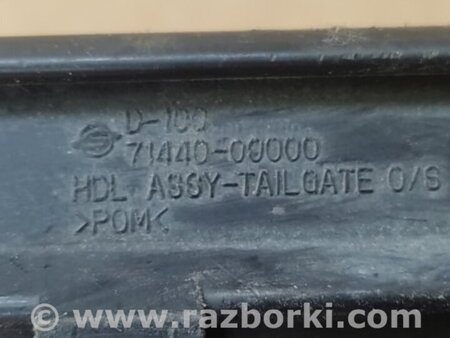 D-100
71440-09000
HDL ASSY-TAILGATE O/S
>POM<
www.razborki.com